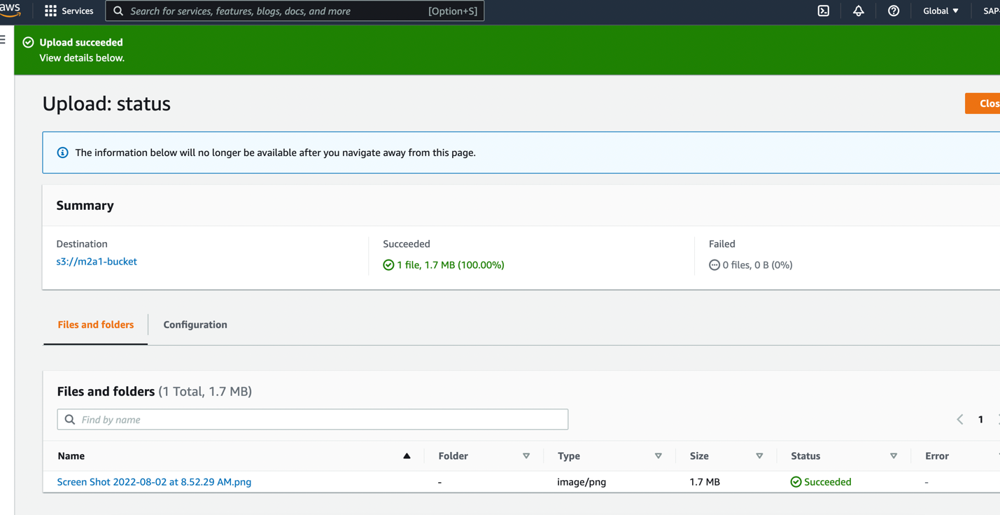 aws Services Search for services, features, blogs, docs, and more [Option+S] Global SAP-
Upload succeeded
View details below.
Upload: status Clos
The information below will no longer be available after you navigate away from this page.
Summary
Destination Succeeded Failed
s3://m2a1-bucket 1 file, 1.7 MB (100.00%) 0 files, 0 B (0%)
Files and folders Configuration
Files and folders (1 Total, 1.7 MB)
Find by name 1
Name Folder Type Size Status Error
Screen Shot 2022-08-02 at 8.52.29 AM.png - image/png 1.7 MB Succeeded -